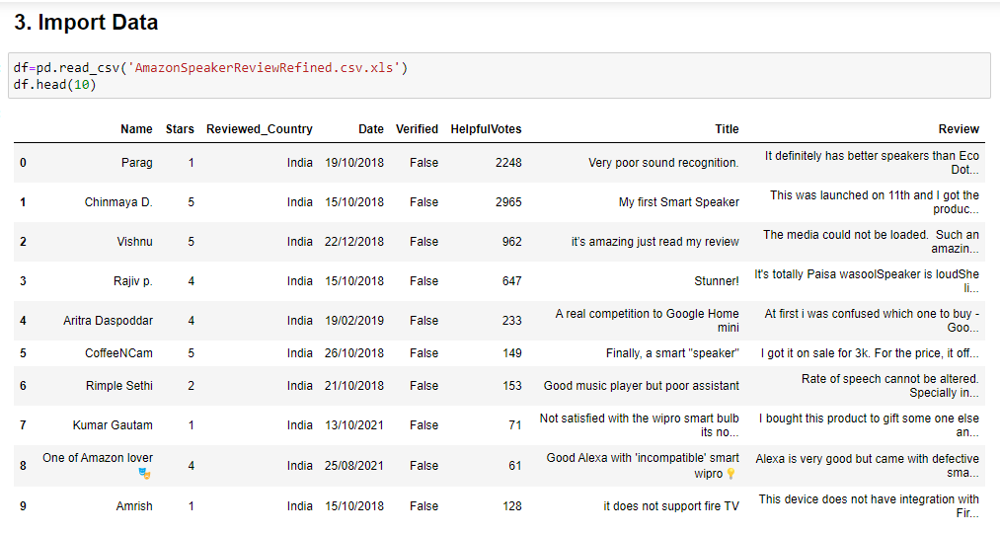 3. Import Data
df=pd.read_csv('AmazonSpeakerReviewRefined.csv.xls')
df.head(10)
Name Stars Reviewed_Country Date Verified HelpfulVotes Title Review
0 Parag 1 India 19/10/2018 False 2248 Very poor sound recognition. It definitely has better speakers than Eco
Dot...
1 Chinmaya D. 5 India 15/10/2018 False 2965 My first Smart Speaker This was launched on 11th and I got the
produc...
2 Vishnu 5 India 22/12/2018 False 962 it's amazing just read my review The media could not be loaded. Such an
amazin...
3 Rajiv p. 4 India 15/10/2018 False 647 Stunner! It's totally Paisa wasoolSpeaker is loudShe
li...
4 Aritra Daspoddar 4 India 19/02/2019 False 233 A real competition to Google Home
mini
At first i was confused which one to buy -
Goo...
5 CoffeeNCam 5 India 26/10/2018 False 149 Finally, a smart "speaker" I got it on sale for 3k. For the price, it off...
6 Rimple Sethi 2 India 21/10/2018 False 153 Good music player but poor assistant Rate of speech cannot be altered.
Specially in...
7 Kumar Gautam 1 India 13/10/2021 False 71 Not satisfied with the wipro smart bulb
its no...
I bought this product to gift some one else
an...
8 One of Amazon lover
🎭 4 India 25/08/2021 False 61 Good Alexa with 'incompatible' smart
wipro 💡
Alexa is very good but came with defective
sma...
9 Amrish 1 India 15/10/2018 False 128 it does not support fire TV This device does not have integration with
Fir...